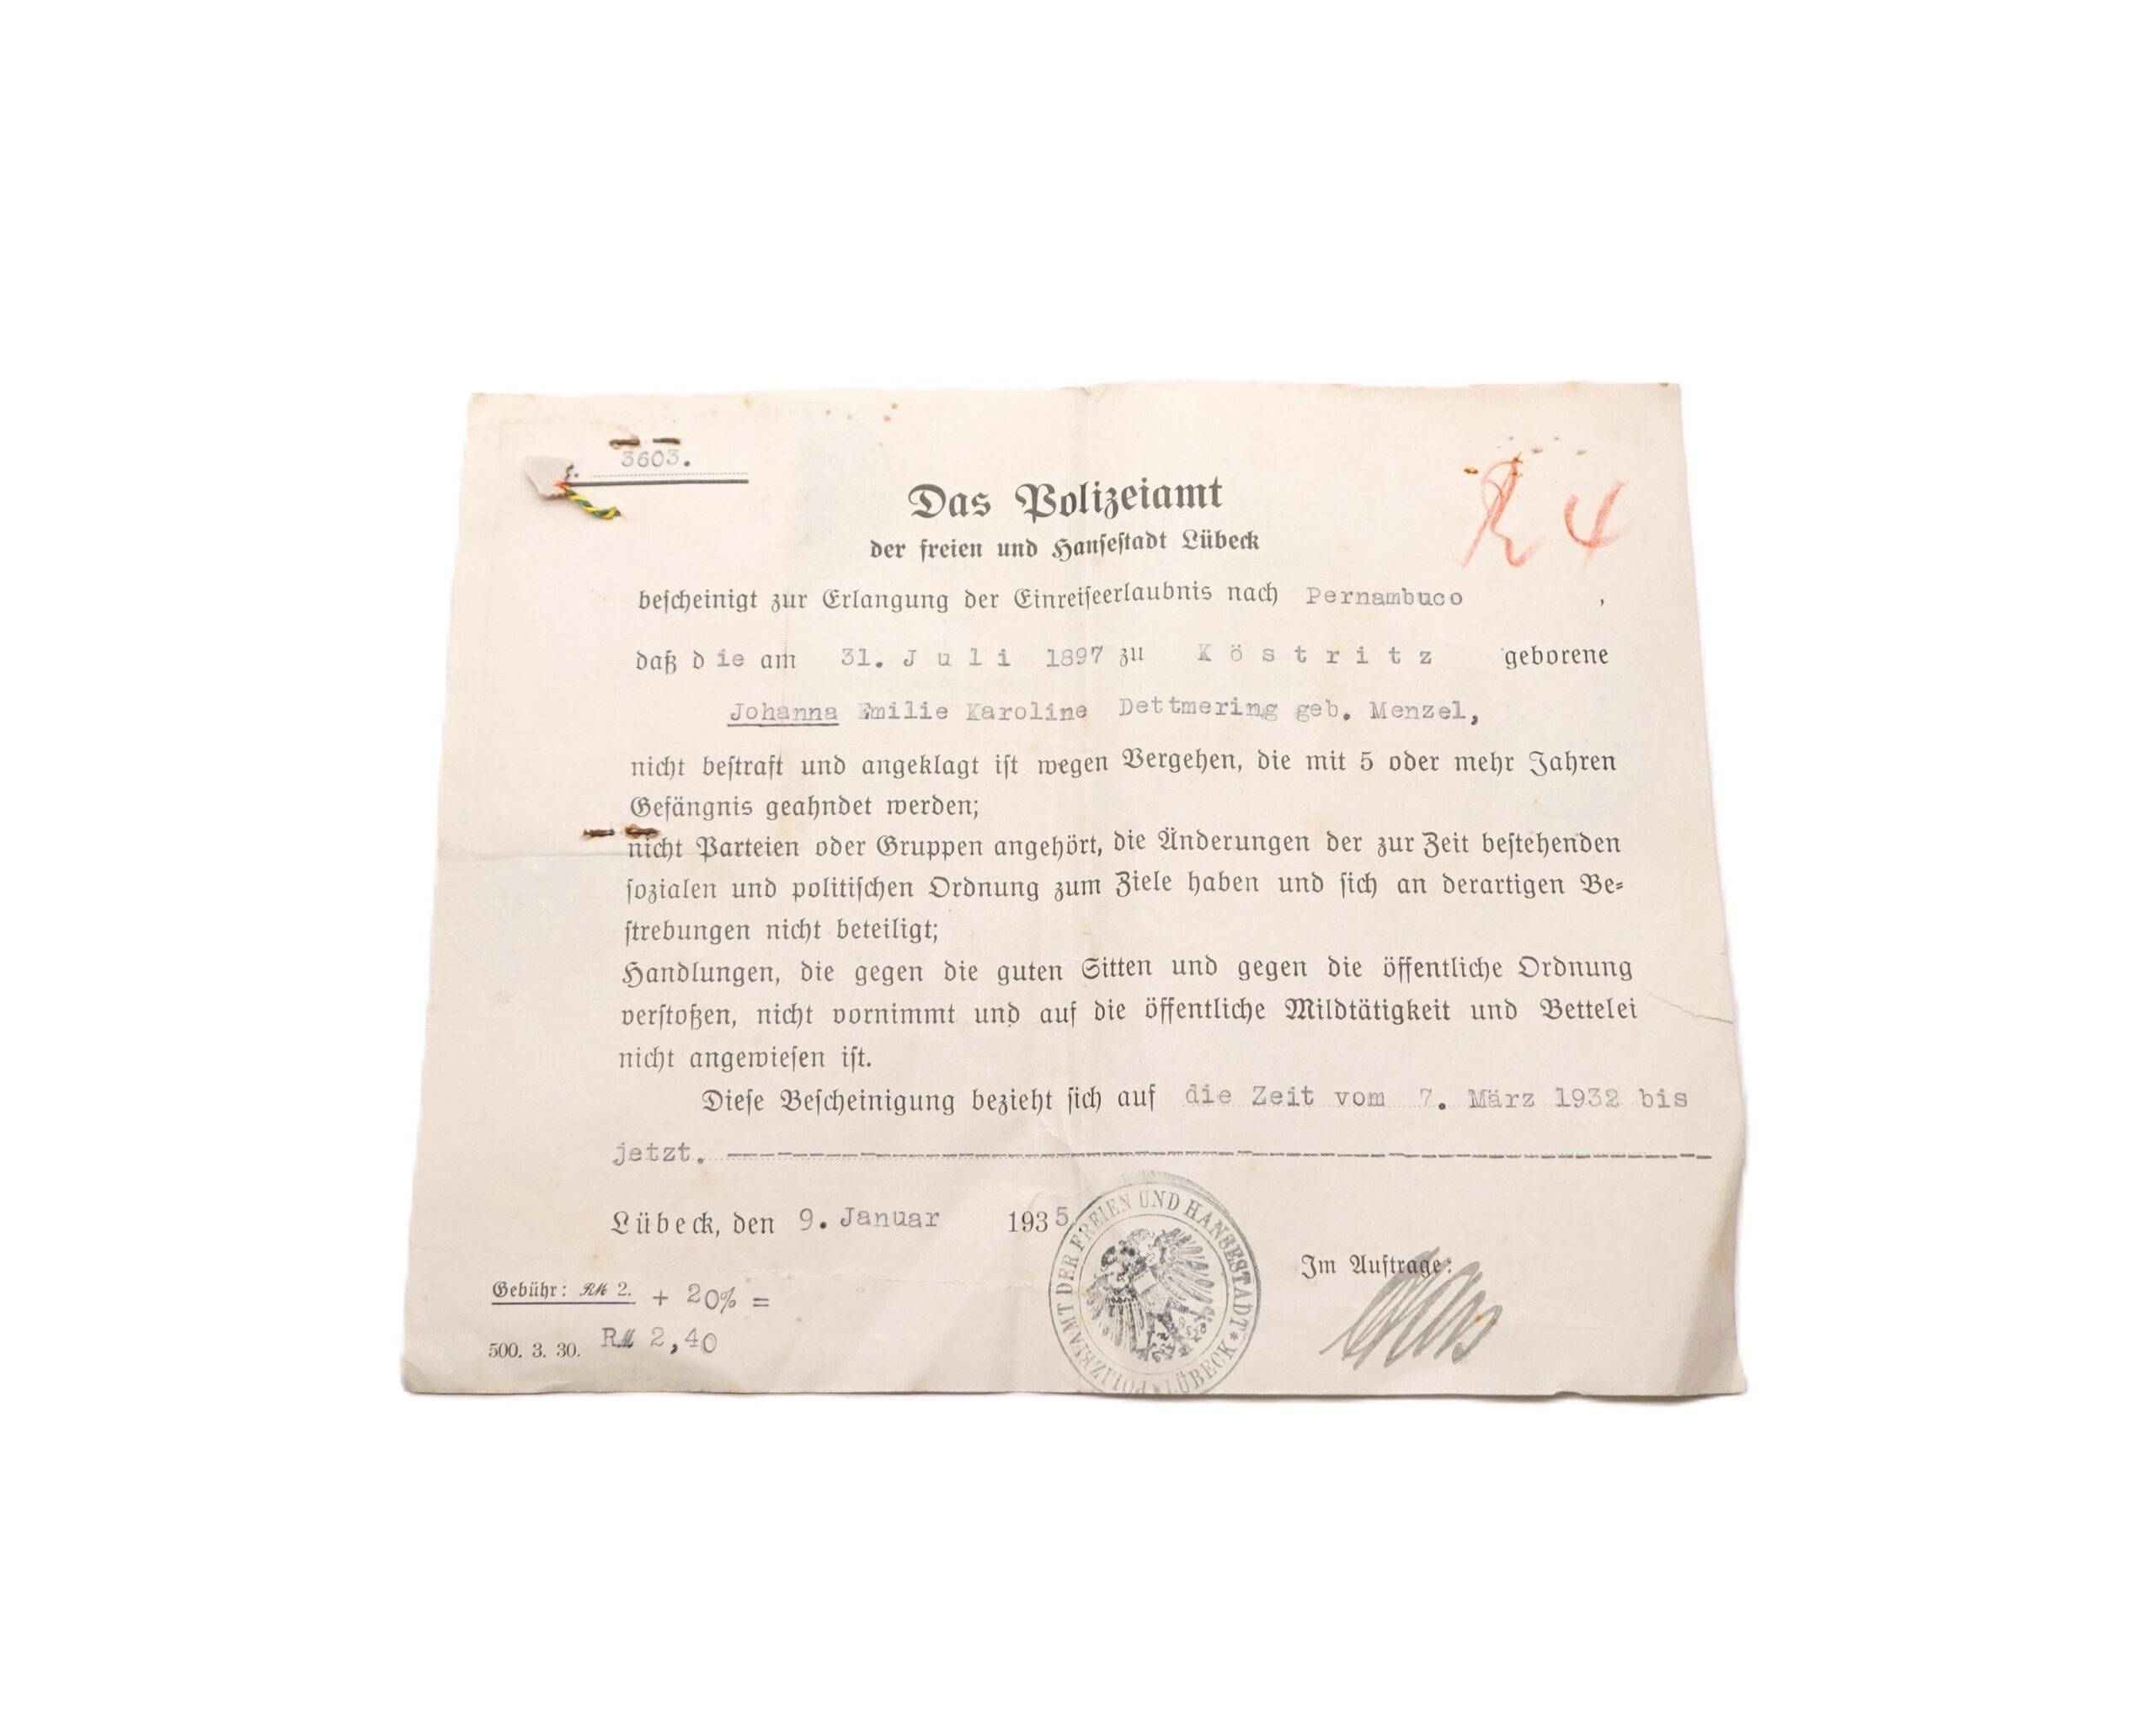 3603.
Das Polizeiamt
der freien und Hansestadt Lübeck
R 4
bescheinigt zur Erlangung der Einreiseerlaubnis nach Pernambuco ,
daß die am 31. Juli 1897 zu Köstritz geborene
Johanna Emilie Karoline Dettmering geb. Menzel,
nicht bestraft und angeklagt ist wegen Vergehen, die mit 5 oder mehr Jahren
Gefängnis geahndet werden;
nicht Parteien oder Gruppen angehört, die Änderungen der zur Zeit bestehenden
sozialen und politischen Ordnung zum Ziele haben und sich an derartigen Be-
strebungen nicht beteiligt;
Handlungen, die gegen die guten Sitten und gegen die öffentliche Ordnung
verstoßen, nicht vornimmt und auf die öffentliche Mildtätigkeit und Bettelei
nicht angewiesen ist.
Diese Bescheinigung bezieht sich auf die Zeit vom 7. März 1932 bis
jetzt.
Lübeck, den 9. Januar 1935
POLIZEIAMT DER FREIEN UND HANSESTADT * LÜBECK *
Im Auftrage:
Gebühr: RM 2. + 20% =
500. 3. 30. RM 2,40